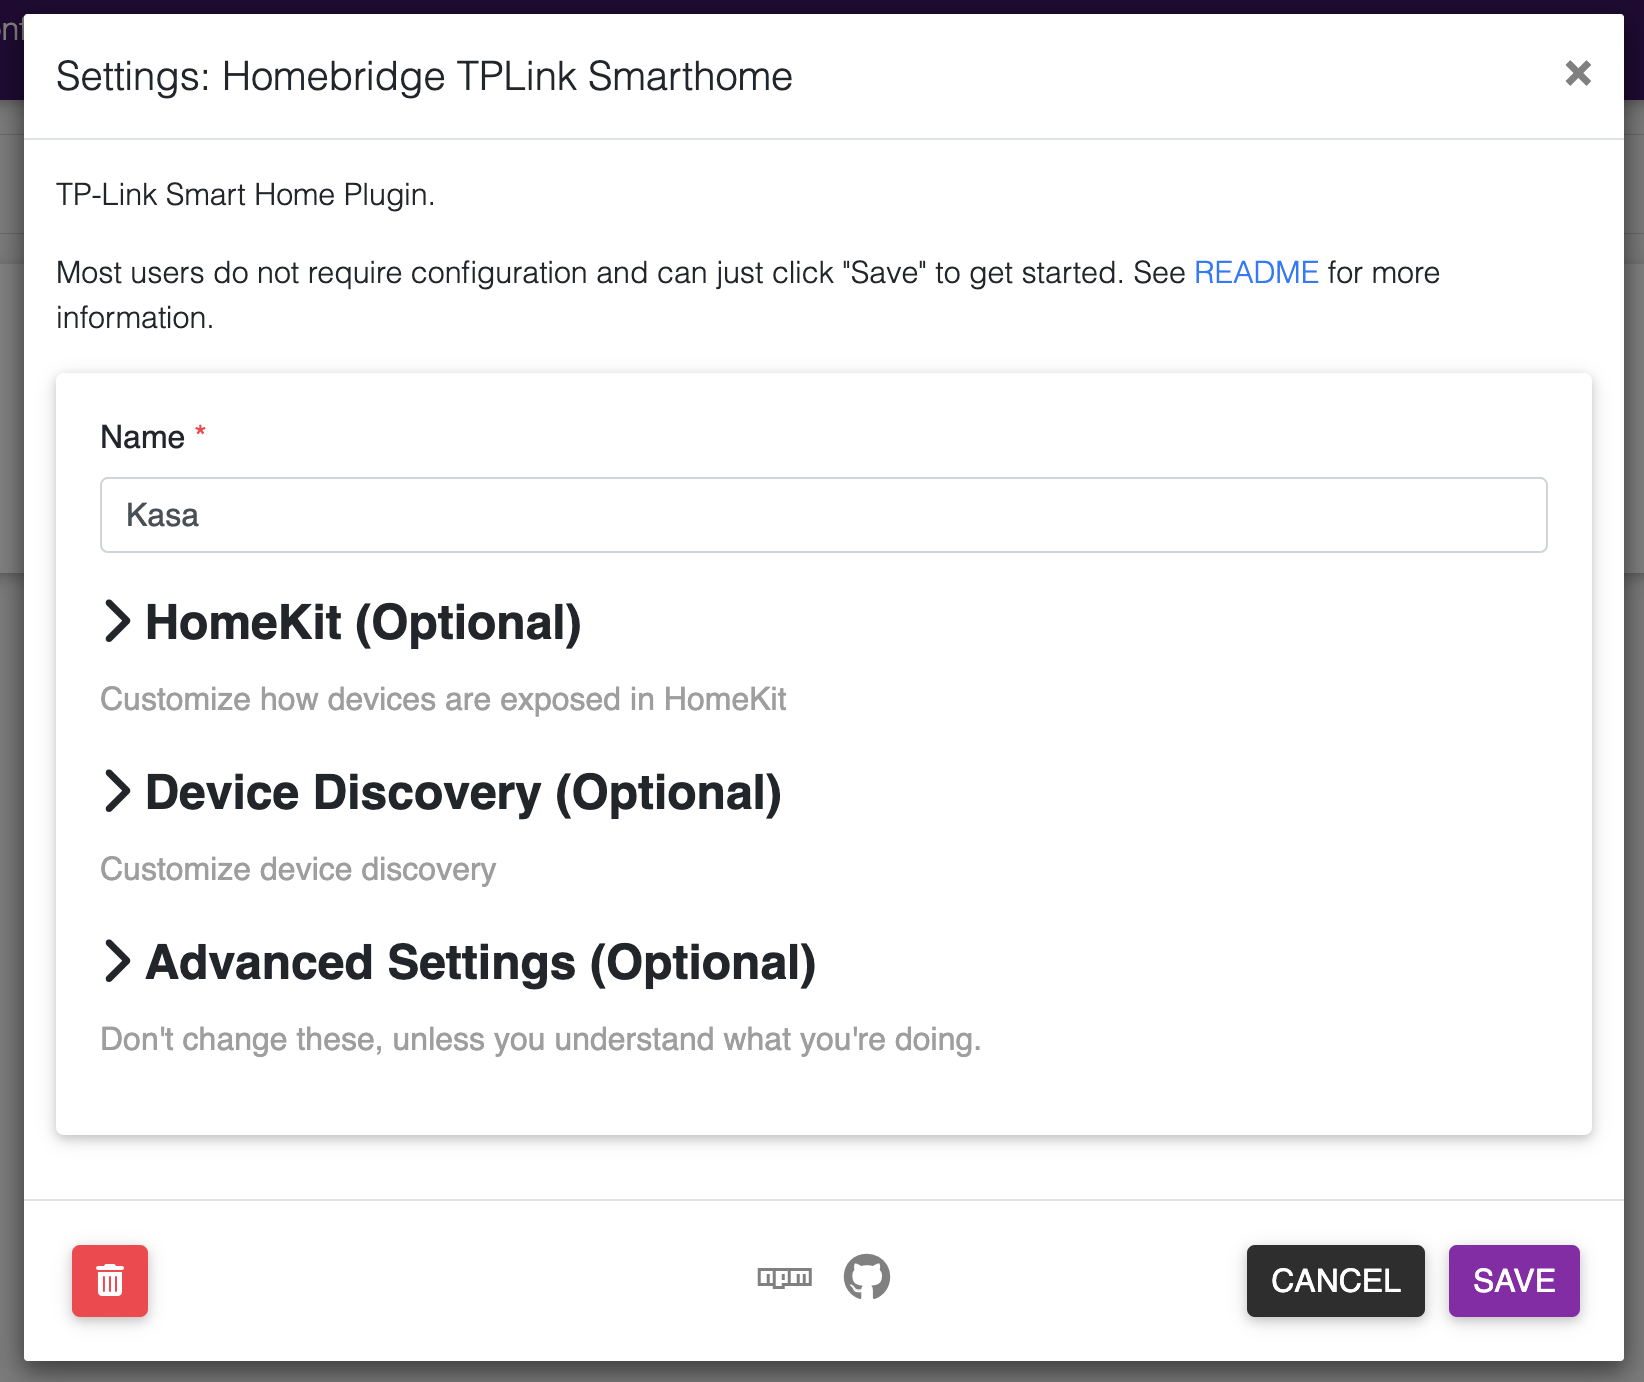 Settings: Homebridge TPLink Smarthome
TP-Link Smart Home Plugin.
Most users do not require configuration and can just click "Save" to get started. See README for more
information.
Name *
Kasa
HomeKit (Optional)
Customize how devices are exposed in HomeKit
Device Discovery (Optional)
Customize device discovery
Advanced Settings (Optional)
Don't change these, unless you understand what you're doing.
npm
CANCEL
SAVE